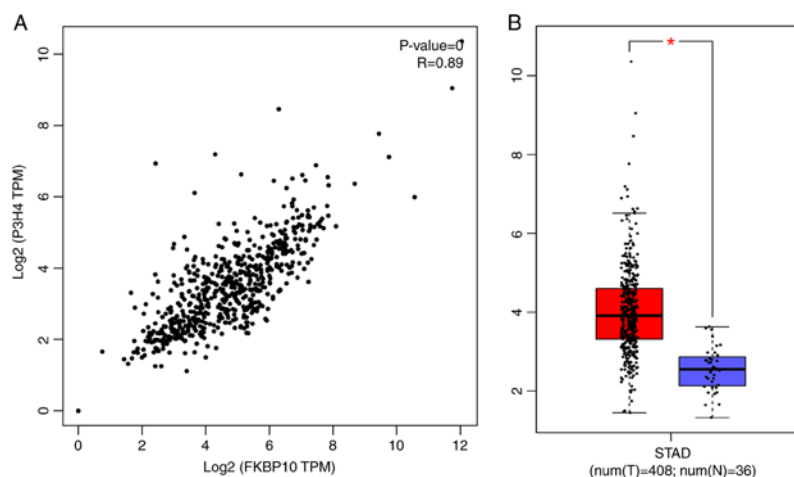 A
P-value=0
R=0.89
Log2 (P3H4 TPM)
10
8
6
4
2
0
0 2 4 6 8 10 12
Log2 (FKBP10 TPM)
B
*
10
8
6
4
2
STAD
(num(T)=408; num(N)=36)